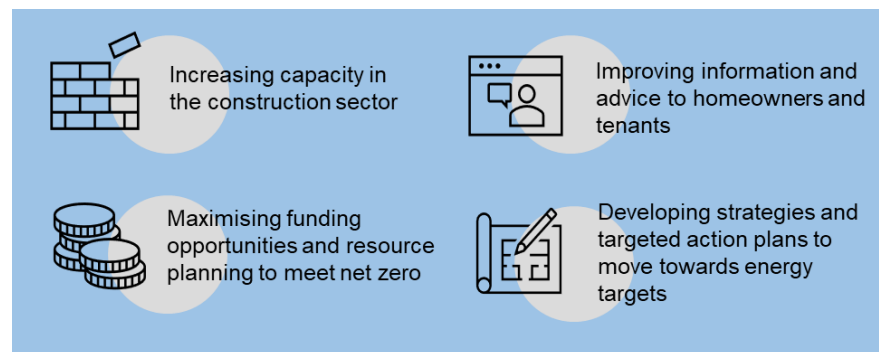 Increasing capacity in
the construction sector
Improving information and
advice to homeowners and
tenants
Maximising funding
opportunities and resource
planning to meet net zero
Developing strategies and
targeted action plans to
move towards energy
targets